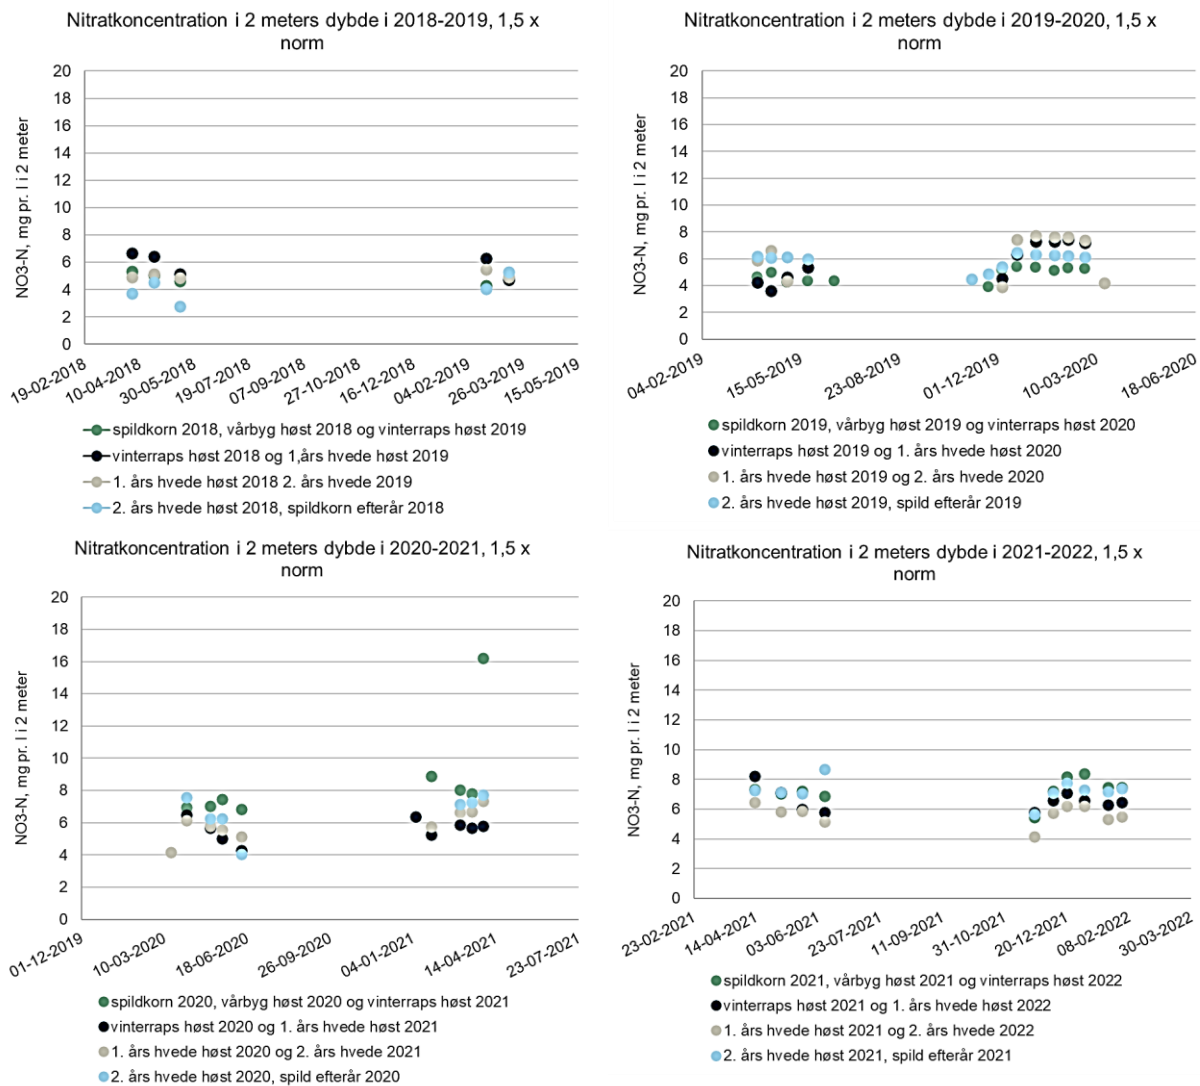 Nitratkoncentration i 2 meters dybde i 2018-2019, 1,5 x
norm
NO3-N, mg pr. l i 2 meter
20
18
16
14
12
10
8
6
4
2
0
19-02-2018
10-04-2018
30-05-2018
19-07-2018
07-09-2018
27-10-2018
16-12-2018
04-02-2019
26-03-2019
15-05-2019
spildkorn 2018, vårbyg høst 2018 og vinterraps høst 2019
vinterraps høst 2018 og 1,års hvede høst 2019
1. års hvede høst 2018 2. års hvede 2019
2. års hvede høst 2018, spildkorn efterår 2018
Nitratkoncentration i 2 meters dybde i 2019-2020, 1,5 x
norm
NO3-N, mg pr. l i 2 meter
20
18
16
14
12
10
8
6
4
2
0
04-02-2019
15-05-2019
23-08-2019
01-12-2019
10-03-2020
18-06-2020
spildkorn 2019, vårbyg høst 2019 og vinterraps høst 2020
vinterraps høst 2019 og 1. års hvede høst 2020
1. års hvede høst 2019 og 2. års hvede 2020
2. års hvede høst 2019, spild efterår 2019
Nitratkoncentration i 2 meters dybde i 2020-2021, 1,5 x
norm
NO3-N, mg pr. l i 2 meter
20
18
16
14
12
10
8
6
4
2
0
01-12-2019
10-03-2020
18-06-2020
26-09-2020
04-01-2021
14-04-2021
23-07-2021
spildkorn 2020, vårbyg høst 2020 og vinterraps høst 2021
vinterraps høst 2020 og 1. års hvede høst 2021
1. års hvede høst 2020 og 2. års hvede 2021
2. års hvede høst 2020, spild efterår 2020
Nitratkoncentration i 2 meters dybde i 2021-2022, 1,5 x
norm
NO3-N, mg pr. l i 2 meter
20
18
16
14
12
10
8
6
4
2
0
23-02-2021
14-04-2021
03-06-2021
23-07-2021
11-09-2021
31-10-2021
20-12-2021
08-02-2022
30-03-2022
spildkorn 2021, vårbyg høst 2021 og vinterraps høst 2022
vinterraps høst 2021 og 1. års hvede høst 2022
1. års hvede høst 2021 og 2. års hvede 2022
2. års hvede høst 2021, spild efterår 2021